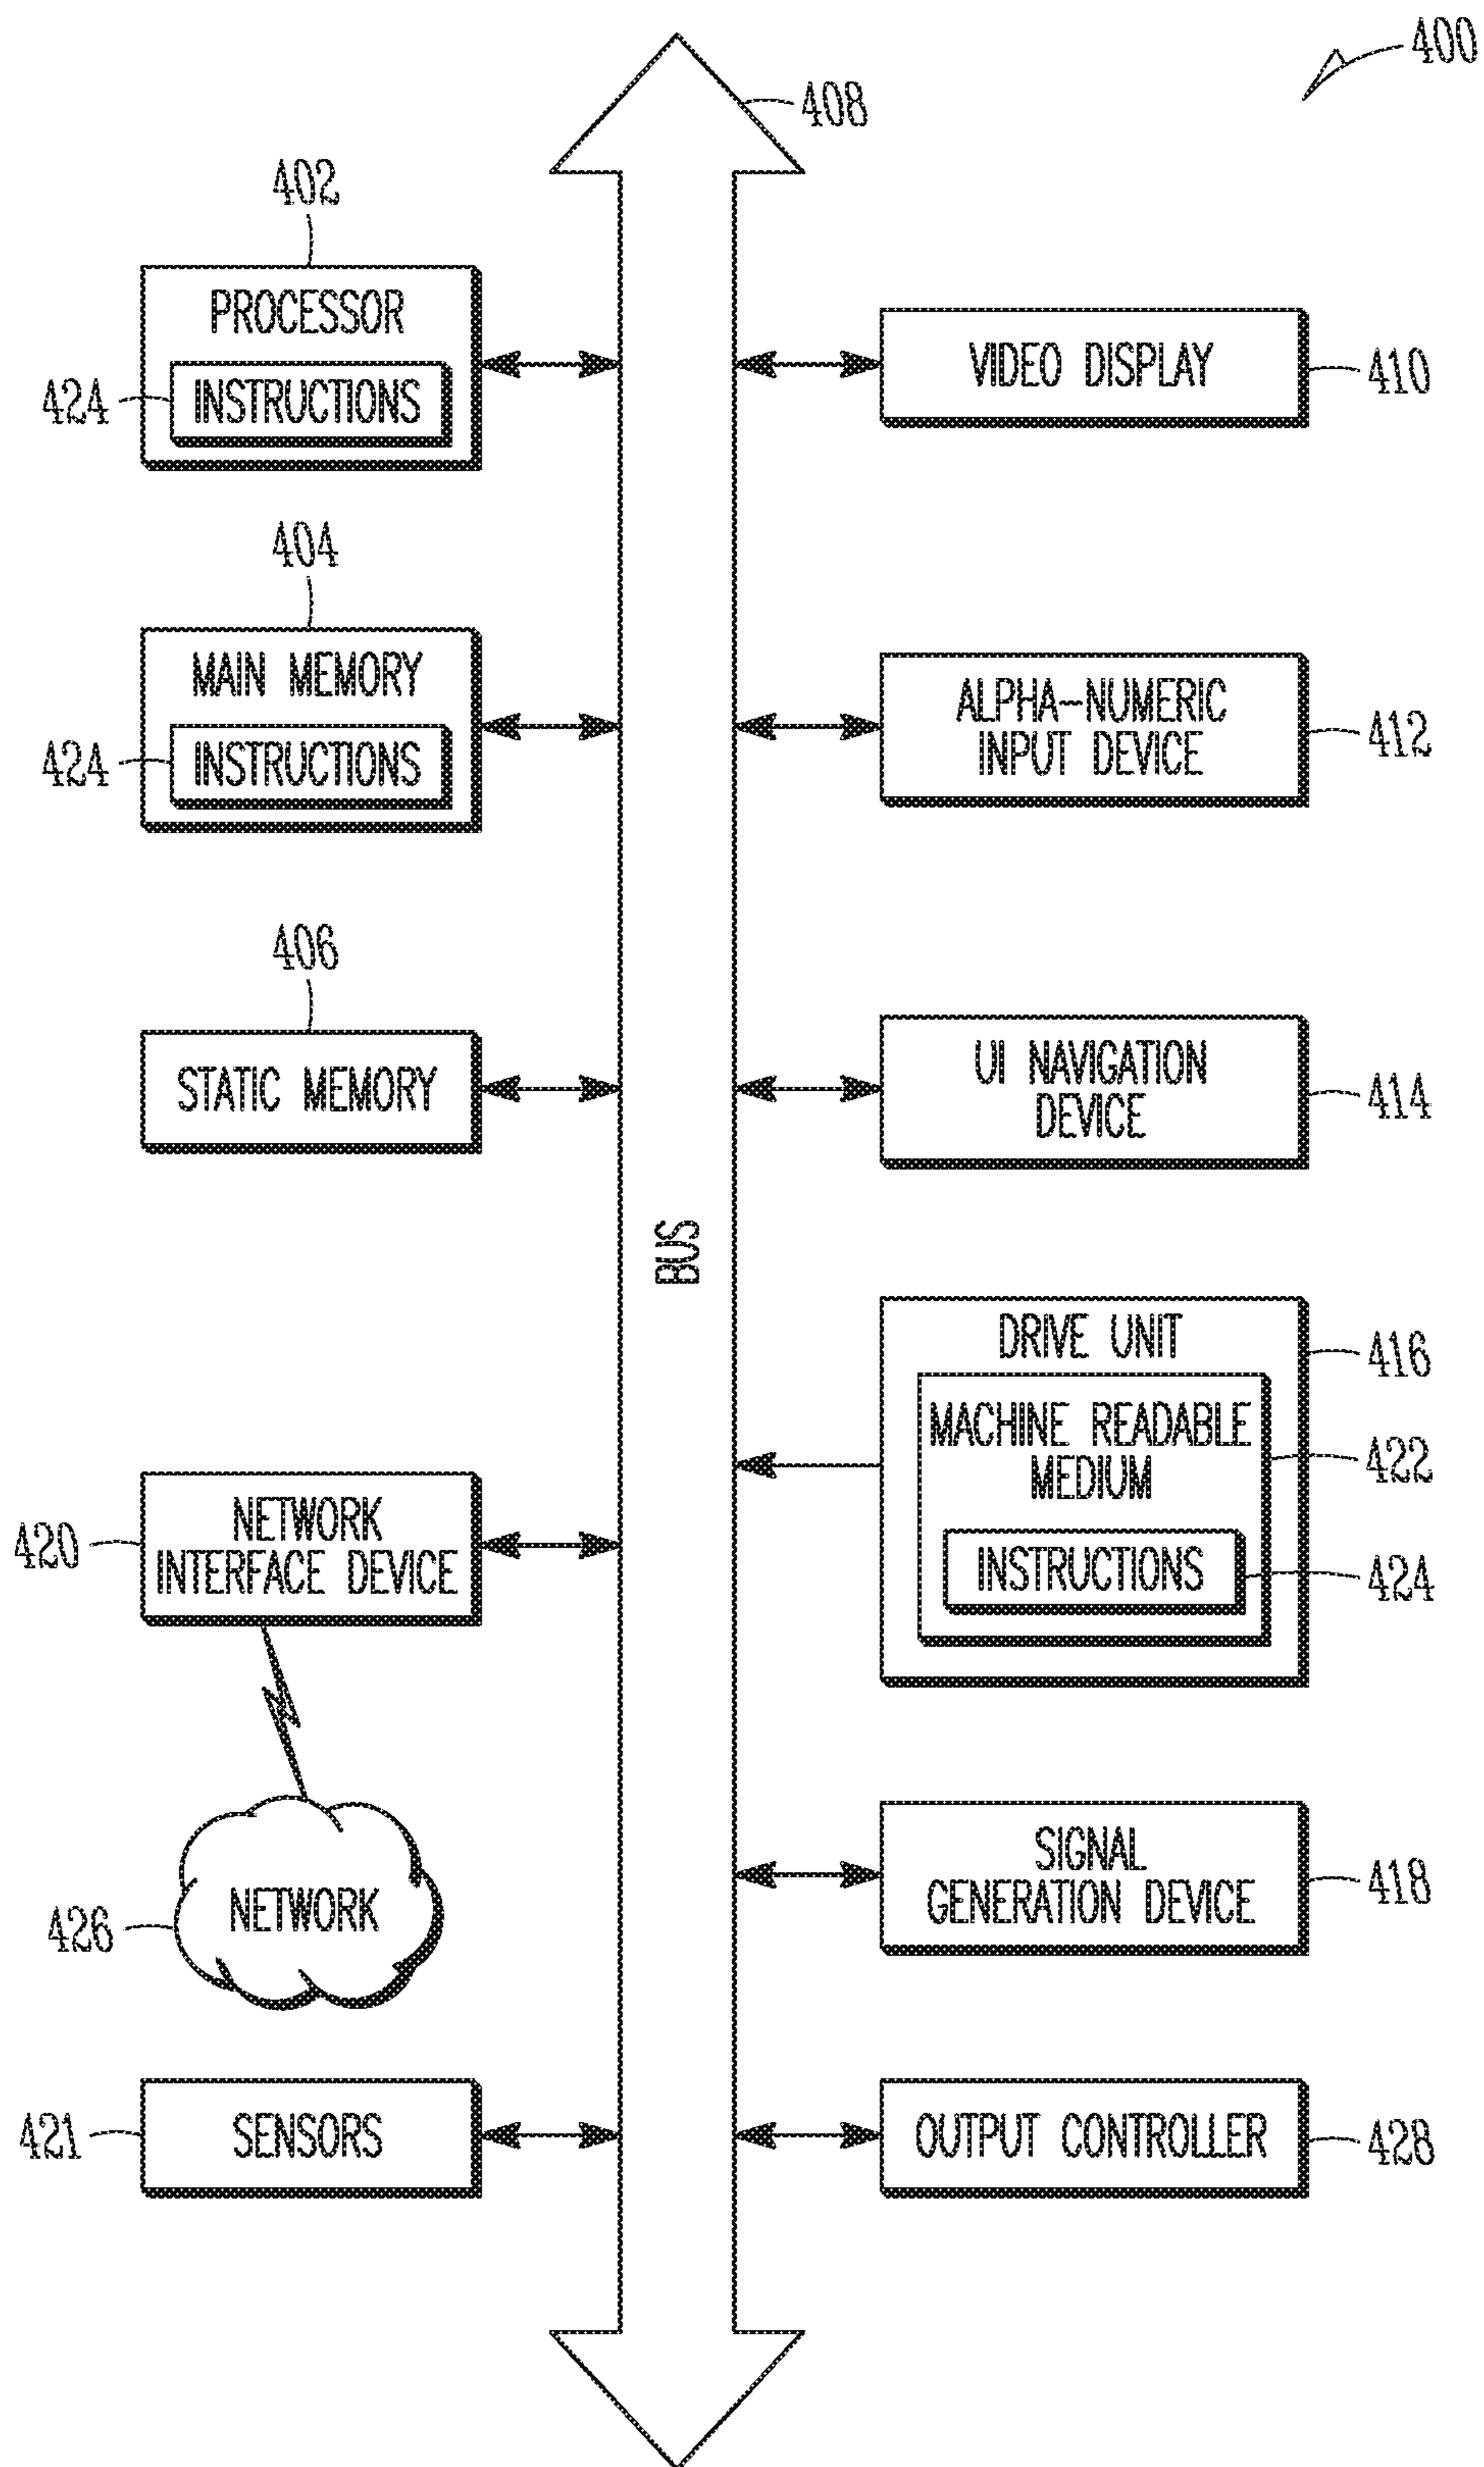 400
408
402
PROCESSOR
424
INSTRUCTIONS
VIDEO DISPLAY
410
404
MAIN MEMORY
424
INSTRUCTIONS
ALPHA-NUMERIC
INPUT DEVICE
412
406
STATIC MEMORY
UI NAVIGATION
DEVICE
414
BUS
DRIVE UNIT
416
MACHINE READABLE
MEDIUM
422
INSTRUCTIONS
424
420
NETWORK
INTERFACE DEVICE
426
NETWORK
SIGNAL
GENERATION DEVICE
418
421
SENSORS
OUTPUT CONTROLLER
428